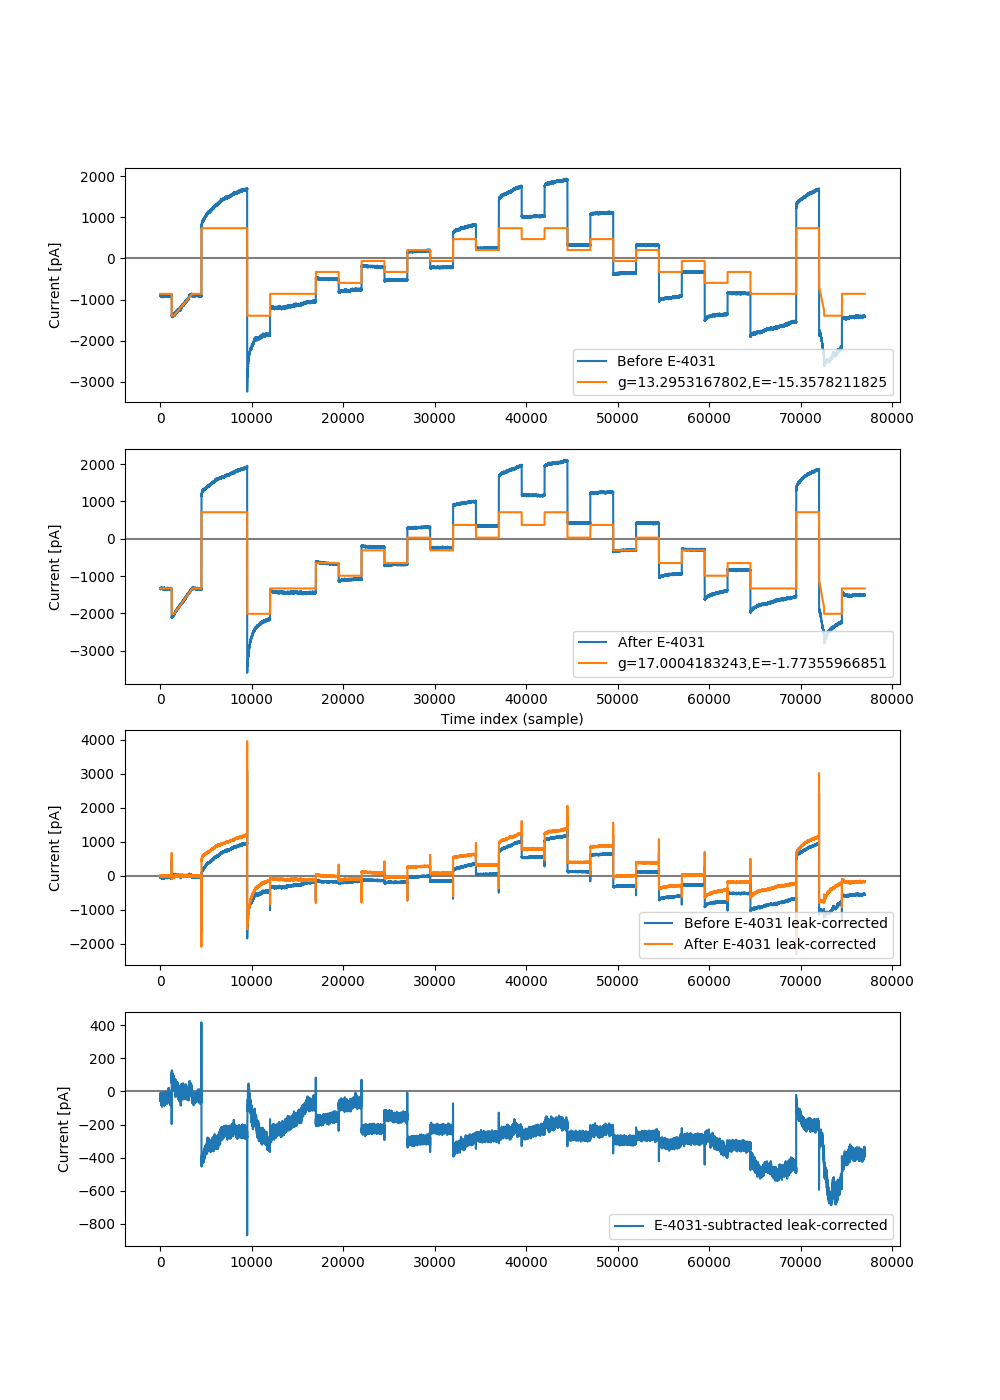 2000
1000
0
−1000
−2000
−3000
Current [pA]
Before E-4031
g=13.2953167802,E=-15.3578211825
0 10000 20000 30000 40000 50000 60000 70000 80000
2000
1000
0
−1000
−2000
−3000
Current [pA]
After E-4031
g=17.0004183243,E=-1.77355966851
0 10000 20000 30000 40000 50000 60000 70000 80000
Time index (sample)
4000
3000
2000
1000
0
−1000
−2000
Current [pA]
Before E-4031 leak-corrected
After E-4031 leak-corrected
0 10000 20000 30000 40000 50000 60000 70000 80000
400
200
0
−200
−400
−600
−800
Current [pA]
E-4031-subtracted leak-corrected
0 10000 20000 30000 40000 50000 60000 70000 80000